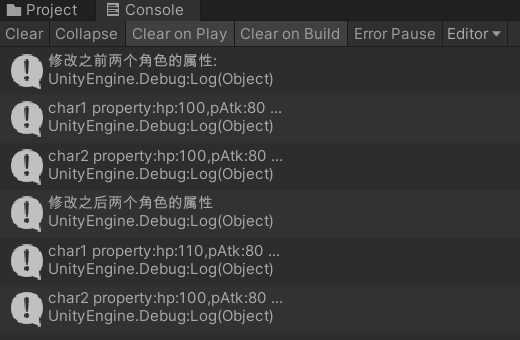 Project Console
Clear Collapse Clear on Play Clear on Build Error Pause Editor
修改之前两个角色的属性:
UnityEngine.Debug:Log(Object)
char1 property:hp:100,pAtk:80 ...
UnityEngine.Debug:Log(Object)
char2 property:hp:100,pAtk:80 ...
UnityEngine.Debug:Log(Object)
修改之后两个角色的属性
UnityEngine.Debug:Log(Object)
char1 property:hp:110,pAtk:80 ...
UnityEngine.Debug:Log(Object)
char2 property:hp:100,pAtk:80 ...
UnityEngine.Debug:Log(Object)